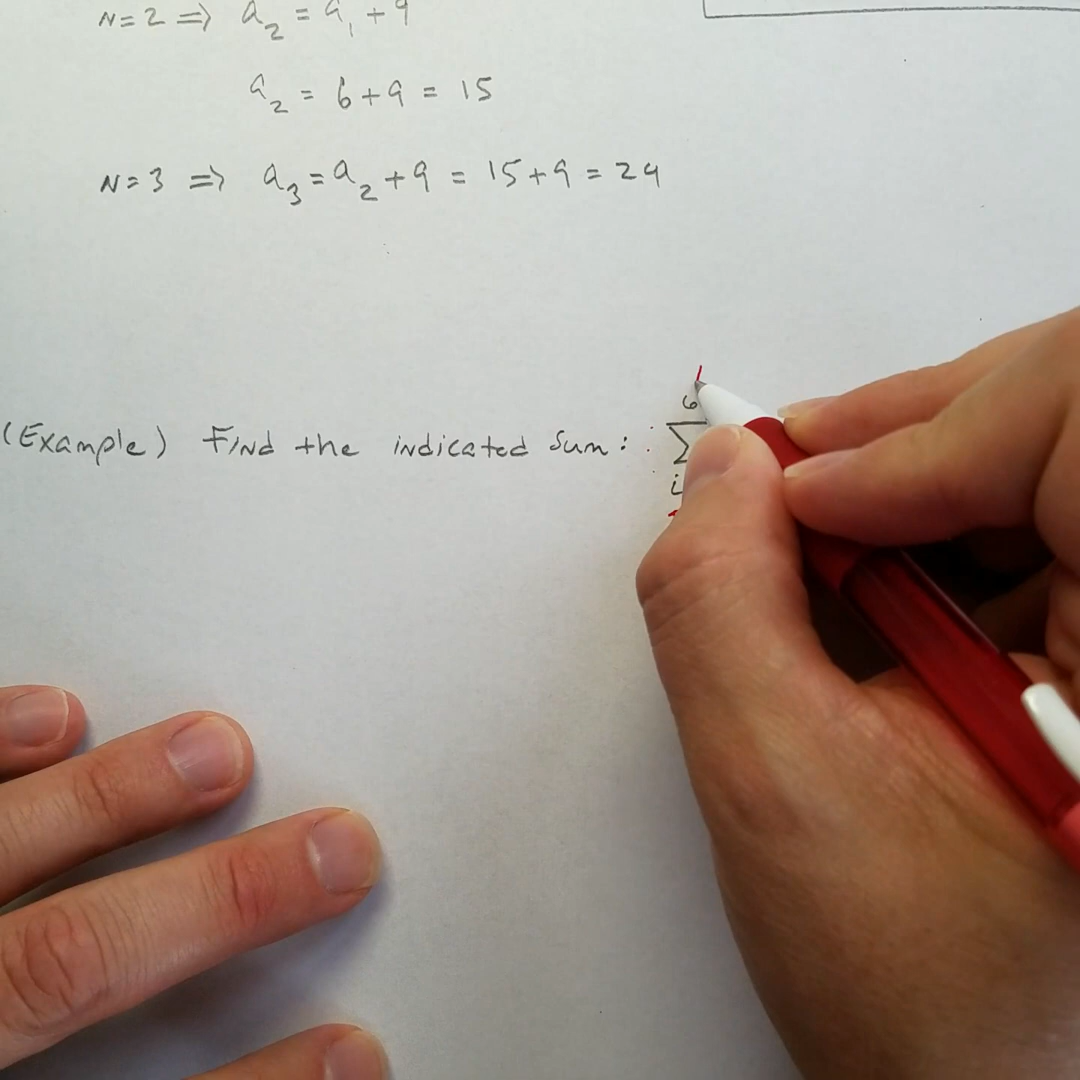 N=2 => a₂ = a₁ + 9
a₂ = 6+9 = 15
N=3 => a₃ = a₂ + 9 = 15+9 = 24
(Example) Find the indicated sum:
6
Σ
i